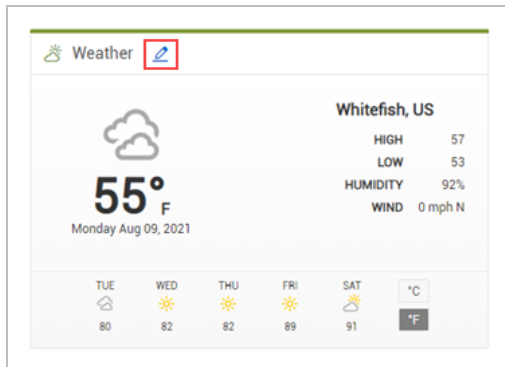 Weather
Whitefish, US
HIGH 57
LOW 53
HUMIDITY 92%
WIND 0 mph N
55°F
Monday Aug 09, 2021
TUE WED THU FRI SAT
80 82 82 89 91
°C
°F